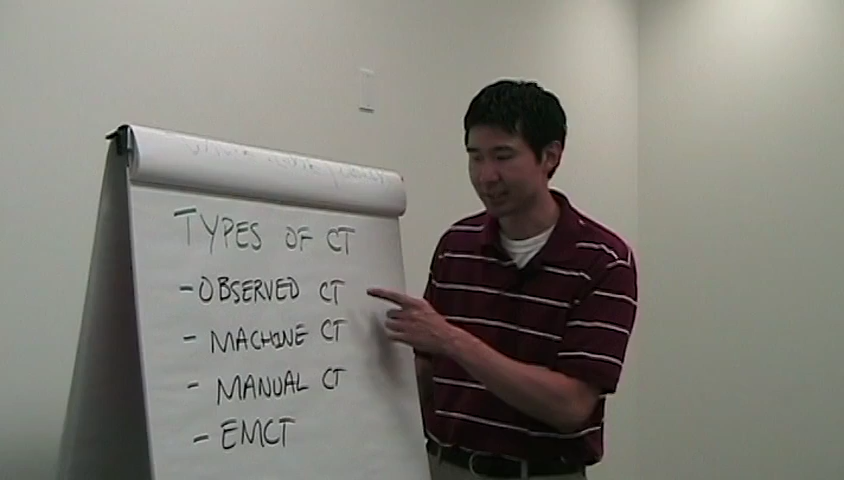 TYPES OF CT
- OBSERVED CT
- MACHINE CT
- MANUAL CT
- EMCT